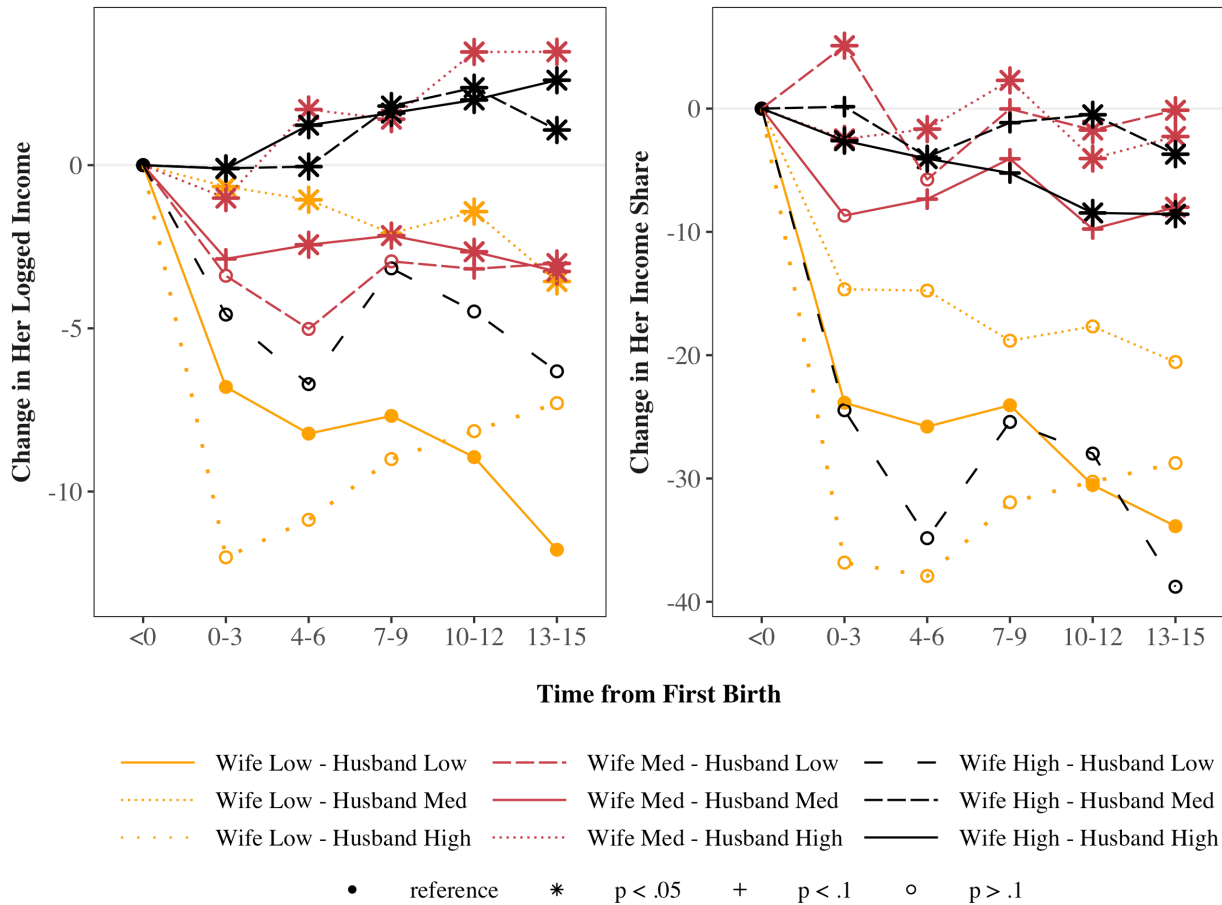 Change in Her Logged Income
0
-5
-10
<0 0-3 4-6 7-9 10-12 13-15
Change in Her Income Share
0
-10
-20
-30
-40
<0 0-3 4-6 7-9 10-12 13-15
Time from First Birth
Wife Low - Husband Low Wife Med - Husband Low Wife High - Husband Low
Wife Low - Husband Med Wife Med - Husband Med Wife High - Husband Med
Wife Low - Husband High Wife Med - Husband High Wife High - Husband High
reference p < .05 p < .1 p > .1